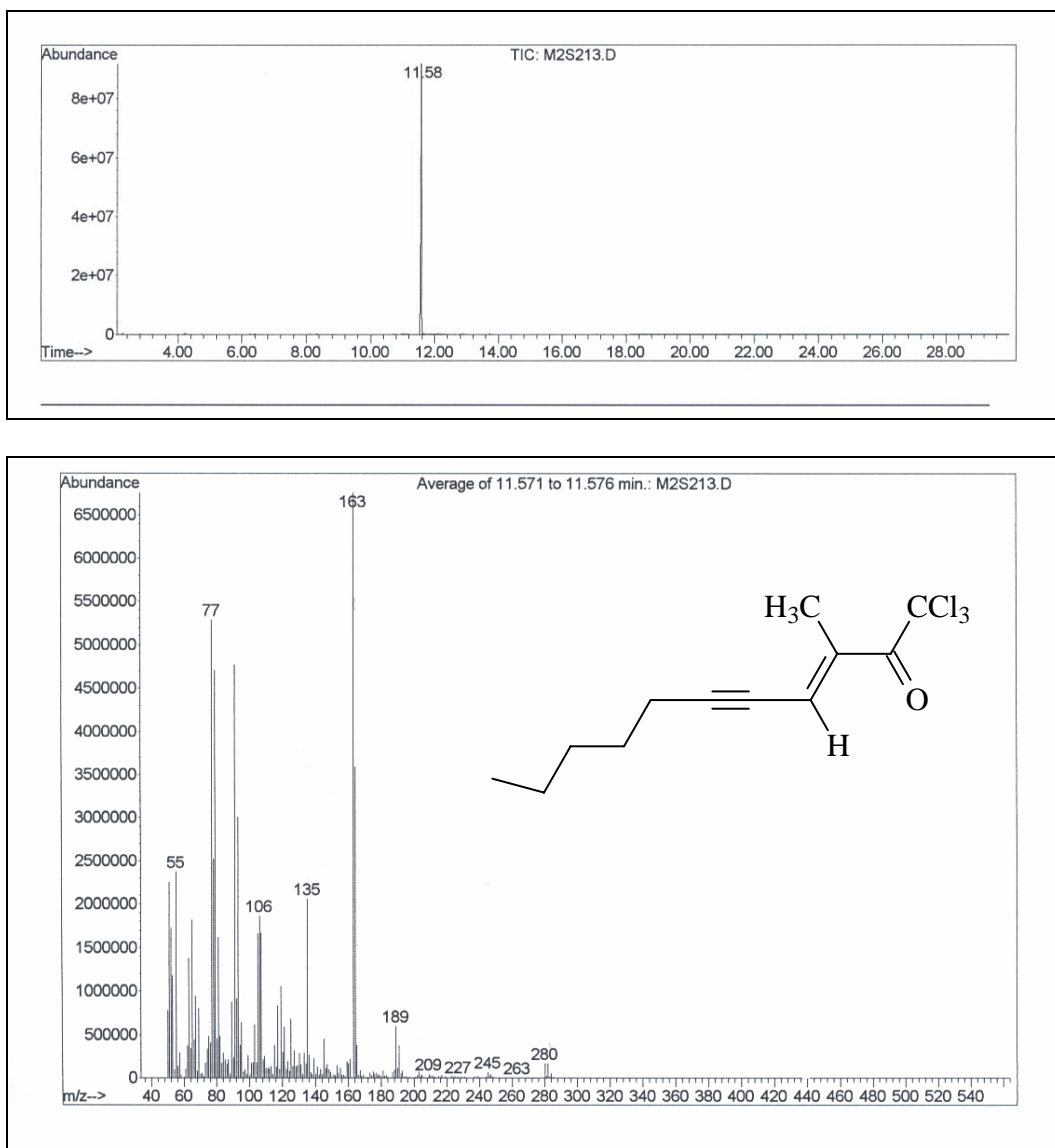 Abundance
TIC: M2S213.D
11.58
8e+07
6e+07
4e+07
2e+07
0
Time--> 4.00 6.00 8.00 10.00 12.00 14.00 16.00 18.00 20.00 22.00 24.00 26.00 28.00
Abundance
Average of 11.571 to 11.576 min.: M2S213.D
163
6500000
6000000
5500000
77
5000000
4500000
4000000
3500000
3000000
2500000
55
135
2000000
106
1500000
1000000
500000
189
209 227 245 263 280
0
m/z--> 40 60 80 100 120 140 160 180 200 220 240 260 280 300 320 340 360 380 400 420 440 460 480 500 520 540
H3C
CCl3
O
H